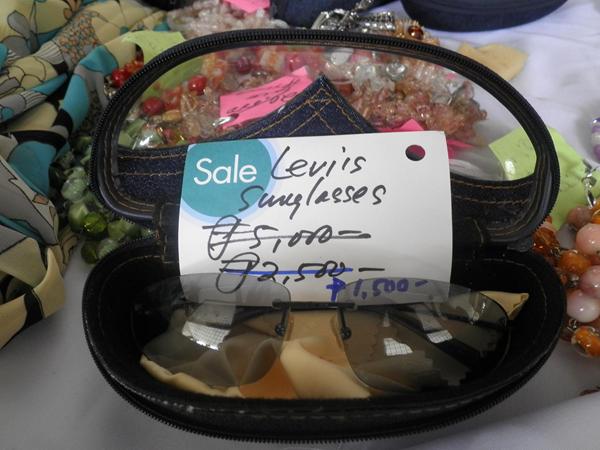 Sale Levi's
Sunglasses
₱5,000-
₱2,500-
₱1,500-